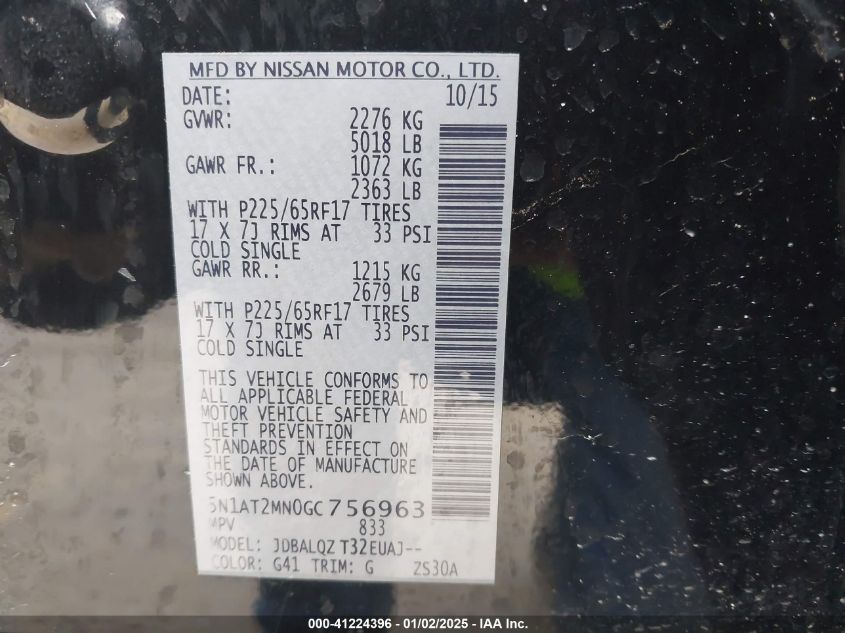 MFD BY NISSAN MOTOR CO., LTD.
DATE: 10/15
GVWR: 2276 KG
5018 LB
GAWR FR.: 1072 KG
2363 LB
WITH P225/65RF17 TIRES
17 X 7J RIMS AT 33 PSI
COLD SINGLE
GAWR RR.: 1215 KG
2679 LB
WITH P225/65RF17 TIRES
17 X 7J RIMS AT 33 PSI
COLD SINGLE
THIS VEHICLE CONFORMS TO
ALL APPLICABLE FEDERAL
MOTOR VEHICLE SAFETY AND
THEFT PREVENTION
STANDARDS IN EFFECT ON
THE DATE OF MANUFACTURE
SHOWN ABOVE.
5N1AT2MN0GC756963
MPV 833
MODEL: JDBALQZ T32EUAJ--
COLOR: G41 TRIM: G ZS30A
000-41224396 - 01/02/2025 - IAA Inc.